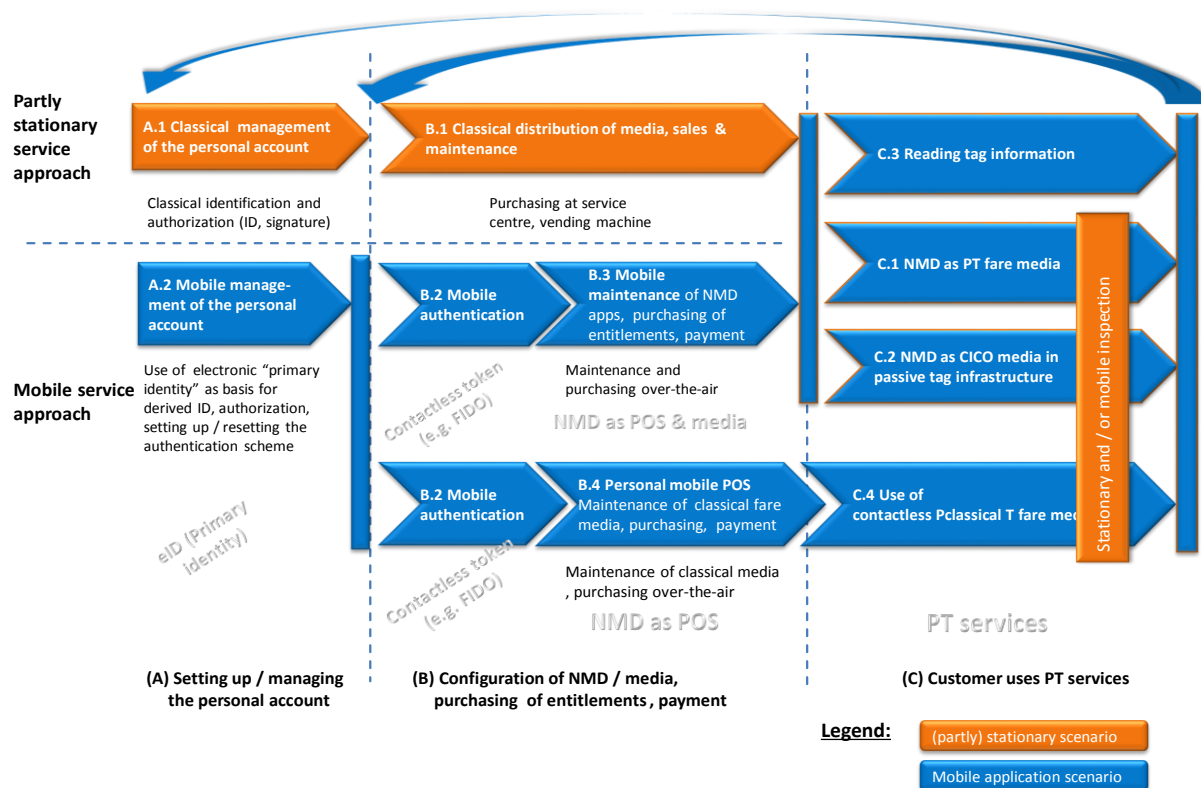 Partly
stationary
service
approach
A.1 Classical management
of the personal account
B.1 Classical distribution of media, sales &
maintenance
C.3 Reading tag information
Classical identification and
authorization (ID, signature)
Purchasing at service
centre, vending machine
C.1 NMD as PT fare media
Mobile service
approach
A.2 Mobile manage-
ment of the personal
account
B.2 Mobile
authentication
B.3 Mobile
maintenance of NMD
apps, purchasing of
entitlements, payment
C.2 NMD as CICO media in
passive tag infrastructure
Use of electronic “primary
identity” as basis for
derived ID, authorization,
setting up / resetting the
authentication scheme
Contactless token
(e.g. FIDO)
Maintenance and
purchasing over-the-air
NMD as POS & media
Stationary and / or mobile inspection
eID (Primary
identity)
B.2 Mobile
authentication
B.4 Personal mobile POS
Maintenance of classical fare
media, purchasing, payment
C.4 Use of
contactless Pclassical T fare med
Contactless token
(e.g. FIDO)
Maintenance of classical media
, purchasing over-the-air
NMD as POS
PT services
(A) Setting up / managing
the personal account
(B) Configuration of NMD / media,
purchasing of entitlements , payment
(C) Customer uses PT services
Legend:
(partly) stationary scenario
Mobile application scenario